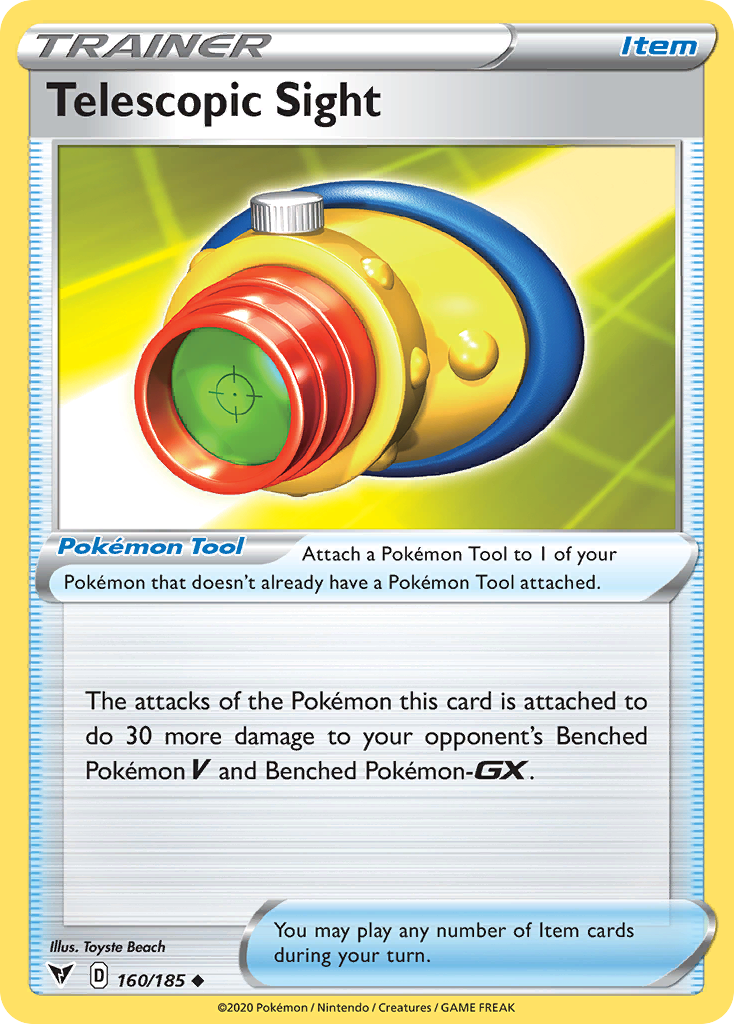 TRAINER
Item
Telescopic Sight
Pokémon Tool
Attach a Pokémon Tool to 1 of your
Pokémon that doesn't already have a Pokémon Tool attached.
The attacks of the Pokémon this card is attached to
do 30 more damage to your opponent's Benched
Pokémon V and Benched Pokémon-GX.
You may play any number of Item cards
during your turn.
Illus. Toyste Beach
D 160/185 ◆
©2020 Pokémon / Nintendo / Creatures / GAME FREAK